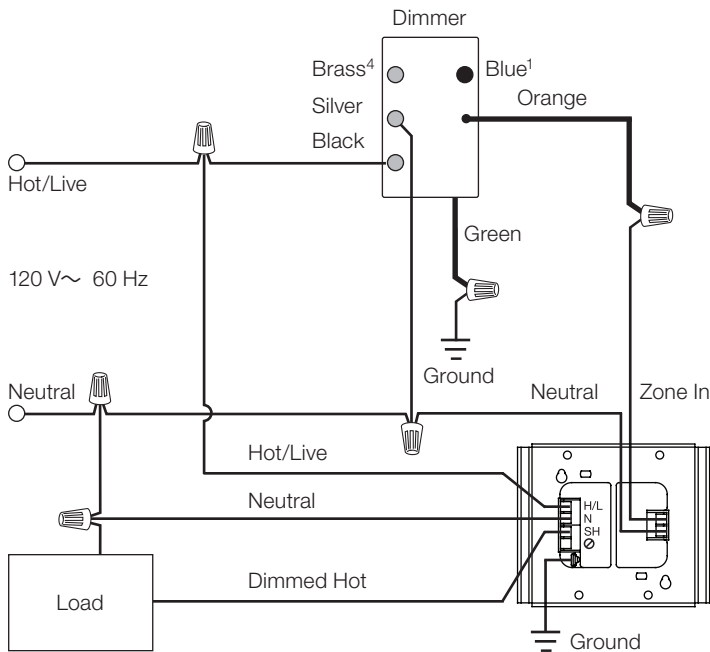 Dimmer
Brass⁴
Blue¹
Silver
Orange
Black
Hot/Live
Green
120 V～ 60 Hz
Ground
Neutral
Neutral
Zone In
Hot/Live
H/L
Neutral
N
SH
Dimmed Hot
Load
Ground